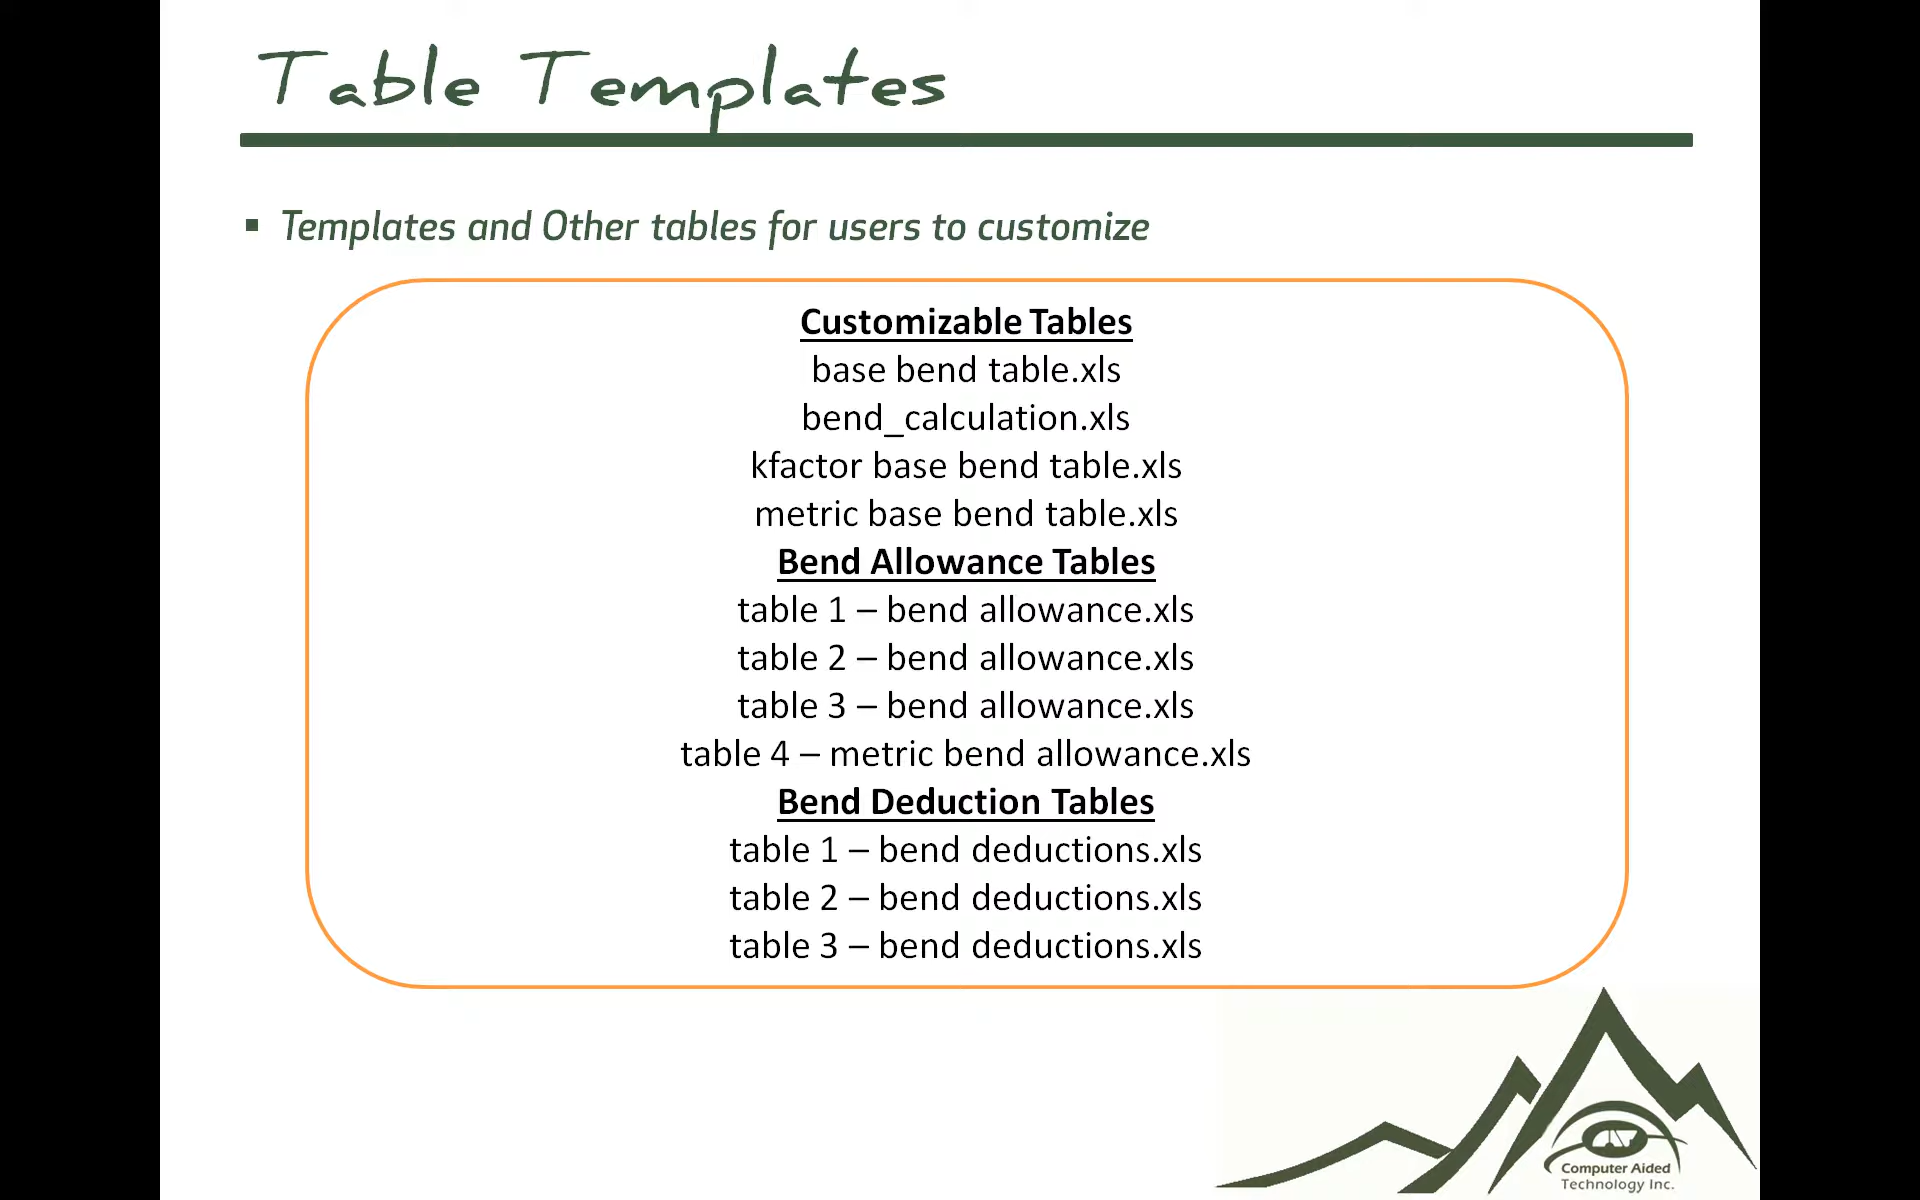 Table Templates
▪ Templates and Other tables for users to customize
Customizable Tables
base bend table.xls
bend_calculation.xls
kfactor base bend table.xls
metric base bend table.xls
Bend Allowance Tables
table 1 – bend allowance.xls
table 2 – bend allowance.xls
table 3 – bend allowance.xls
table 4 – metric bend allowance.xls
Bend Deduction Tables
table 1 – bend deductions.xls
table 2 – bend deductions.xls
table 3 – bend deductions.xls
Computer Aided
Technology Inc.